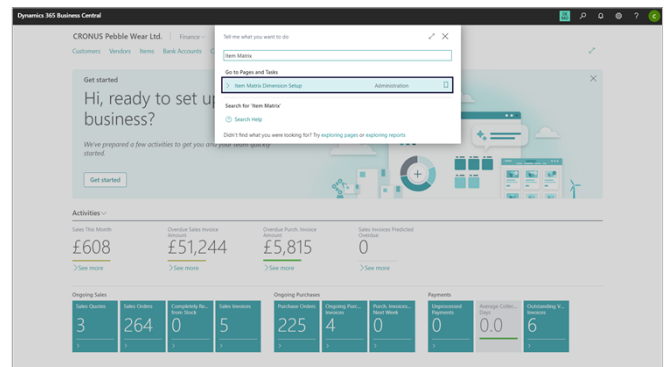 Dynamics 365 Business Central
CRONUS Pebble Wear Ltd.
Finance
Customers Vendors Items Bank Accounts
Tell me what you want to do
Item Matrix
Go to Pages and Tasks
Item Matrix Dimension Setup Administration
Search for 'Item Matrix'
Search Help
Didn't find what you were looking for? Try exploring pages or exploring reports
Get started
Hi, ready to set up
business?
We've prepared a few activities to get you and your team quickly
started.
Get started
Activities
Sales This Month
£608
>See more
Overdue Sales Invoice
Amount
£51,244
>See more
Overdue Purch. Invoice
Amount
£5,815
>See more
Sales Invoices Predicted
Overdue
0
>See more
Ongoing Sales
Sales Quotes
3
Sales Orders
264
Completely Re...
from Stock
0
Sales Invoices
5
Ongoing Purchases
Purchase Orders
225
Ongoing Purc...
Invoices
4
Purch. Invoices...
Next Week
0
Payments
Unprocessed
Payments
0
Average Collec...
Days
0.0
Outstanding V...
Invoices
6